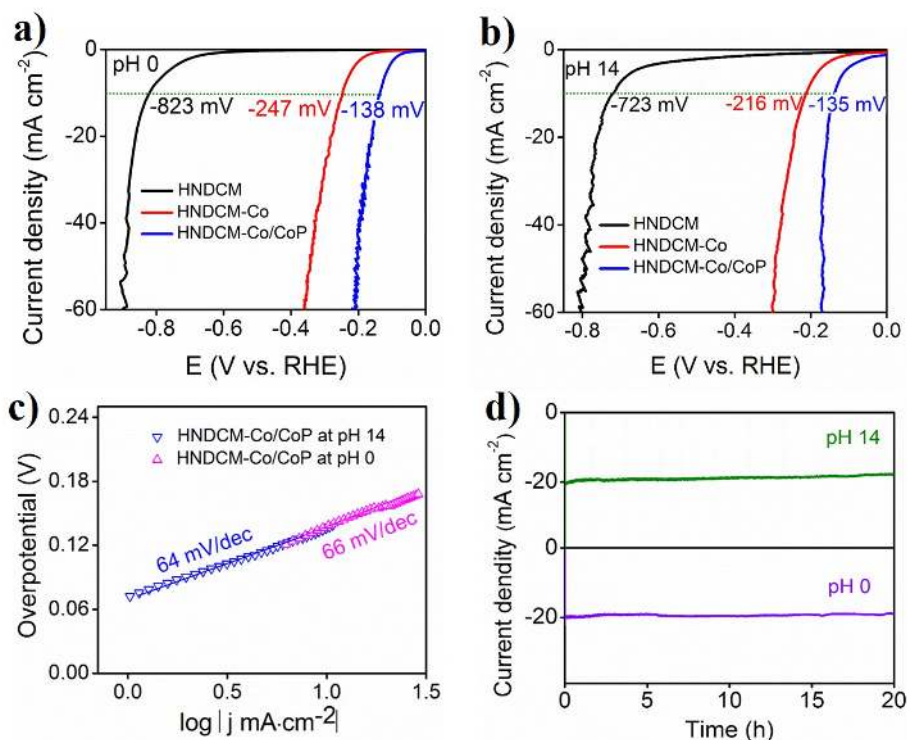 a)
0
-20
-40
-60
Current density (mA cm-2)
pH 0
-823 mV
-247 mV
-138 mV
HNDCM
HNDCM-Co
HNDCM-Co/CoP
-0.8
-0.6
-0.4
-0.2
0.0
E (V vs. RHE)
b)
0
-20
-40
-60
Current density (mA cm-2)
pH 14
-723 mV
-216 mV
-135 mV
HNDCM
HNDCM-Co
HNDCM-Co/CoP
-0.8
-0.6
-0.4
-0.2
0.0
E (V vs. RHE)
c)
0.24
0.18
0.12
0.06
0.00
Overpotential (V)
HNDCM-Co/CoP at pH 14
HNDCM-Co/CoP at pH 0
64 mV/dec
66 mV/dec
0.0
0.5
1.0
1.5
log | j mA·cm-2|
d)
0
-20
0
-20
Current dendity (mA cm-2)
pH 14
pH 0
0
5
10
15
20
Time (h)